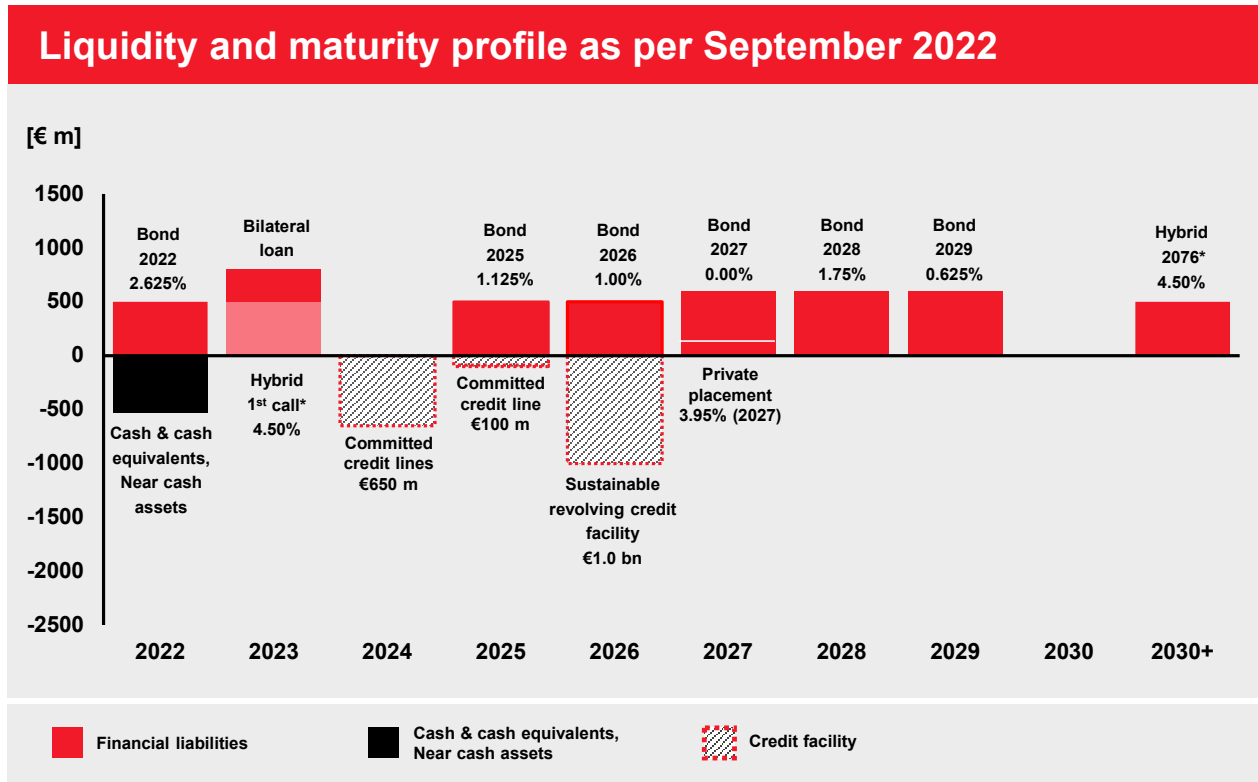 Liquidity and maturity profile as per September 2022
[€ m]
1500
1000
500
0
-500
-1000
-1500
-2000
-2500
Bond
2022
2.625%
Cash & cash
equivalents,
Near cash
assets
Bilateral
loan
Hybrid
1st call*
4.50%
Committed
credit lines
€650 m
Bond
2025
1.125%
Committed
credit line
€100 m
Bond
2026
1.00%
Sustainable
revolving credit
facility
€1.0 bn
Bond
2027
0.00%
Private
placement
3.95% (2027)
Bond
2028
1.75%
Bond
2029
0.625%
Hybrid
2076*
4.50%
2022 2023 2024 2025 2026 2027 2028 2029 2030 2030+
Financial liabilities
Cash & cash equivalents,
Near cash assets
Credit facility